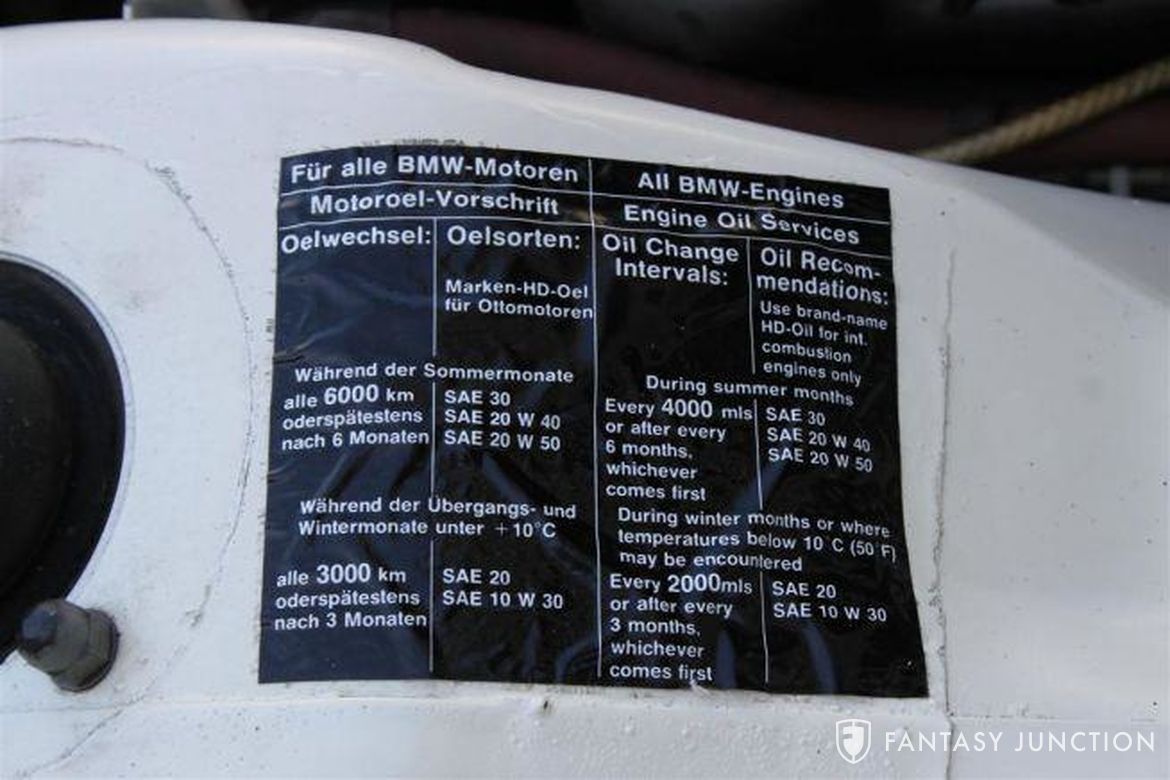 Für alle BMW-Motoren
Motoroel-Vorschrift
Oelwechsel:
Oelsorten:
Marken-HD-Oel
für Ottomotoren
Während der Sommermonate
alle 6000 km
oderspätestens
nach 6 Monaten
SAE 30
SAE 20 W 40
SAE 20 W 50
Während der Übergangs- und
Wintermonate unter +10°C
alle 3000 km
oderspätestens
nach 3 Monaten
SAE 20
SAE 10 W 30
All BMW-Engines
Engine Oil Services
Oil Change
Intervals:
Oil Recom-
mendations:
Use brand-name
HD-Oil for int.
combustion
engines only
During summer months
Every 4000 mls
or after every
6 months,
whichever
comes first
SAE 30
SAE 20 W 40
SAE 20 W 50
During winter months or where
temperatures below 10°C (50°F)
may be encountered
Every 2000mls
or after every
3 months,
whichever
comes first
SAE 20
SAE 10 W 30
FANTASY JUNCTION